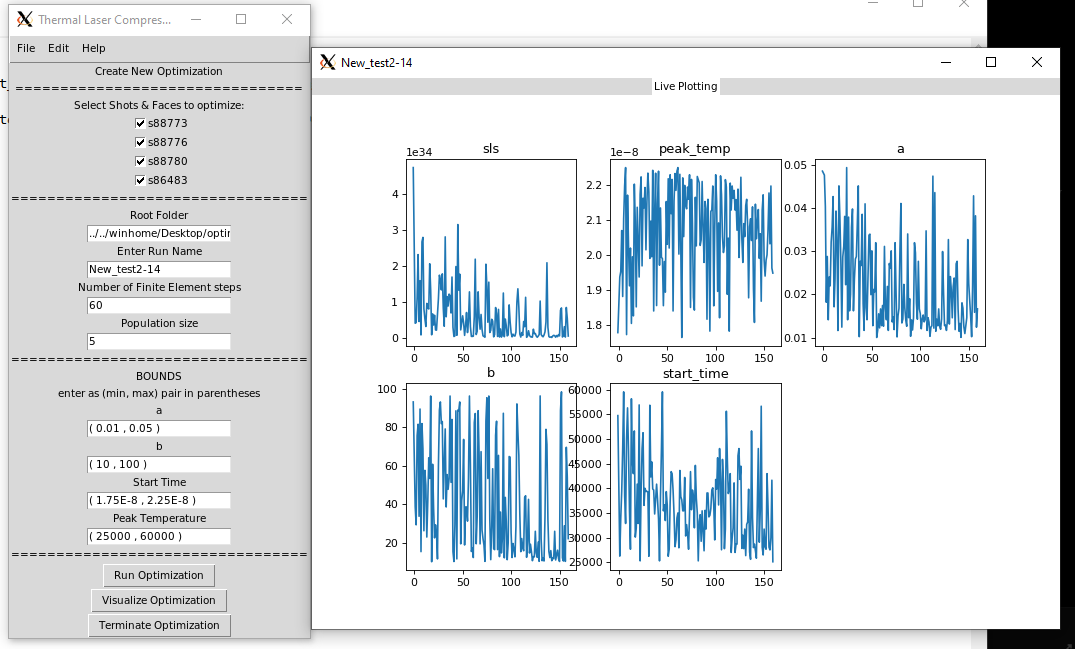 Thermal Laser Compres...
File Edit Help
Create New Optimization
==============================
Select Shots & Faces to optimize:
s88773
s88776
s88780
s86483
===============================
Root Folder
../../winhome/Desktop/optir
Enter Run Name
New_test2-14
Number of Finite Element steps
60
Population size
5
===============================
BOUNDS
enter as (min, max) pair in parentheses
a
( 0.01 , 0.05 )
b
( 10 , 100 )
Start Time
( 1.75E-8 , 2.25E-8 )
Peak Temperature
( 25000 , 60000 )
===============================
Run Optimization
Visualize Optimization
Terminate Optimization
New_test2-14
Live Plotting
sls
1e34
4
3
2
1
0
0 50 100 150
peak_temp
1e−8
2.2
2.1
2.0
1.9
1.8
0 50 100 150
a
0.05
0.04
0.03
0.02
0.01
0 50 100 150
b
100
80
60
40
20
0 50 100 150
start_time
60000
55000
50000
45000
40000
35000
30000
25000
0 50 100 150